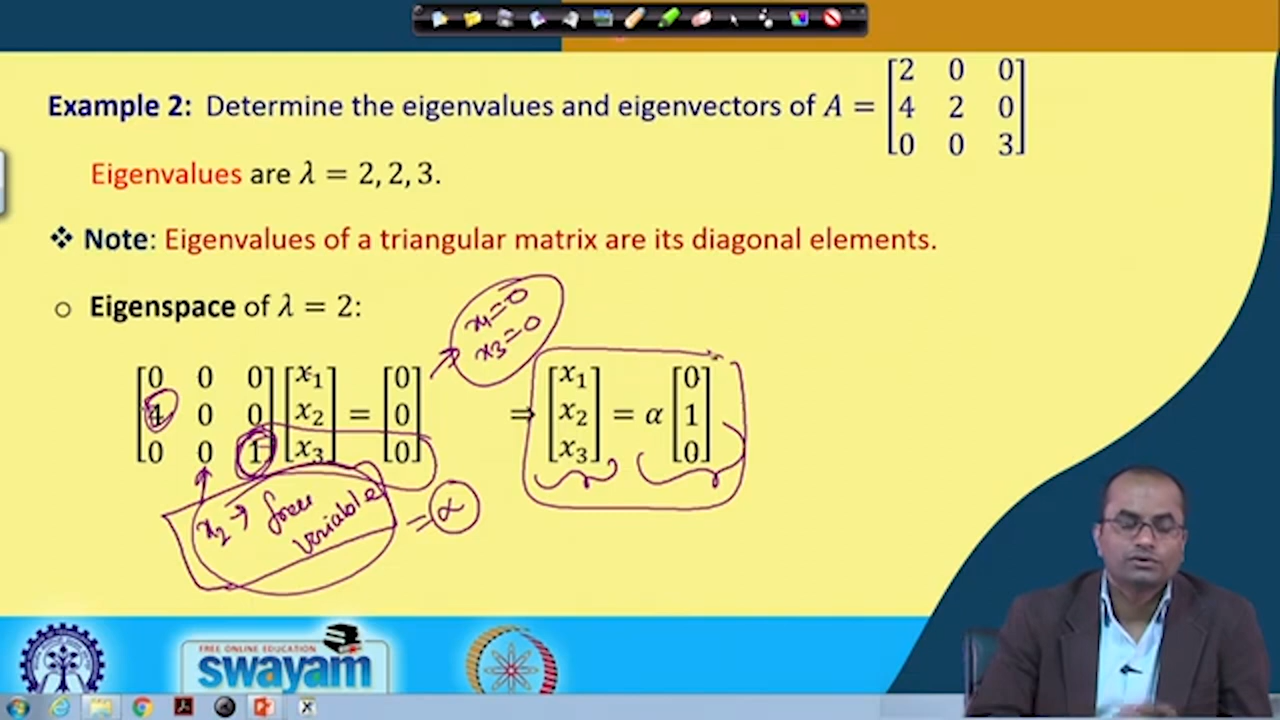 Example 2: Determine the eigenvalues and eigenvectors of A = [2 0 0
4 2 0
0 0 3]
Eigenvalues are λ = 2, 2, 3.
❖ Note: Eigenvalues of a triangular matrix are its diagonal elements.
o Eigenspace of λ = 2:
x1=0
x3=0
[0 0 0
4 0 0
0 0 1] [x1
x2
x3] = [0
0
0]
⇒ [x1
x2
x3] = α [0
1
0]
x2 → free
variable = α
FREE ONLINE EDUCATION
swayam